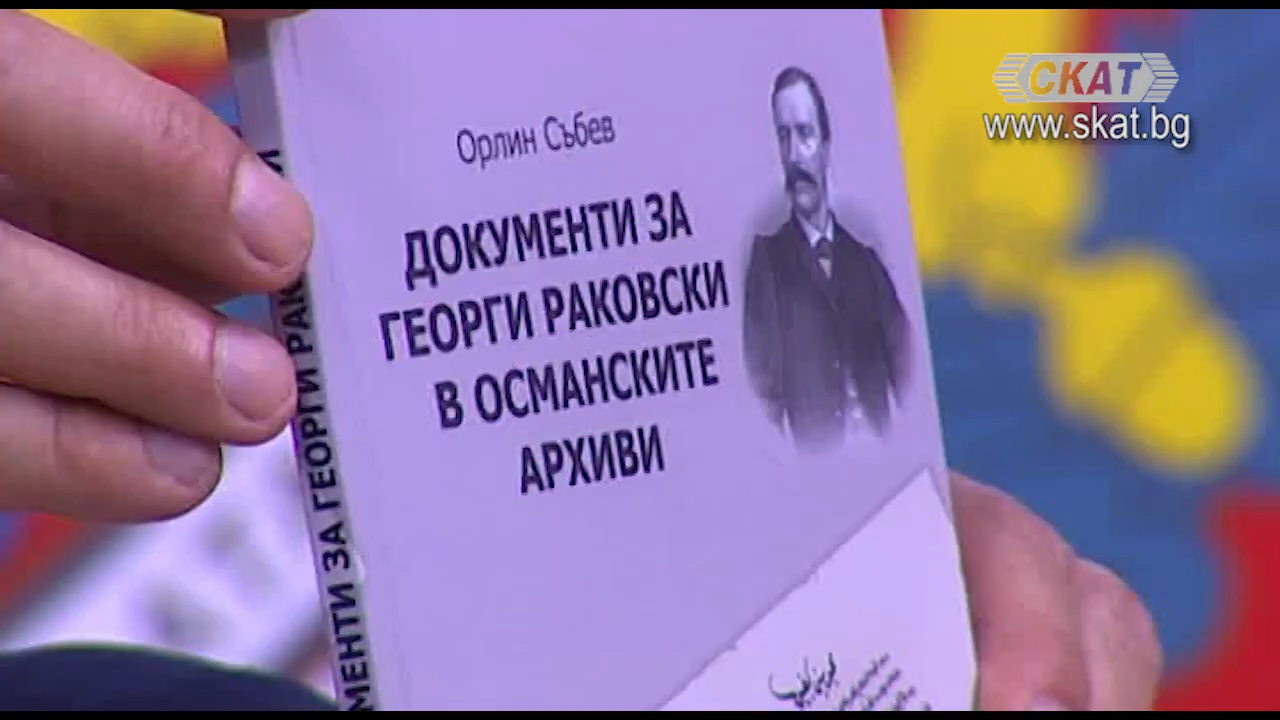 СКАТ
www.skat.bg
Орлин Събев
ДОКУМЕНТИ ЗА
ГЕОРГИ РАКОВСКИ
В ОСМАНСКИТЕ
АРХИВИ
МЕНТИ ЗА ГЕОРГИ РАК